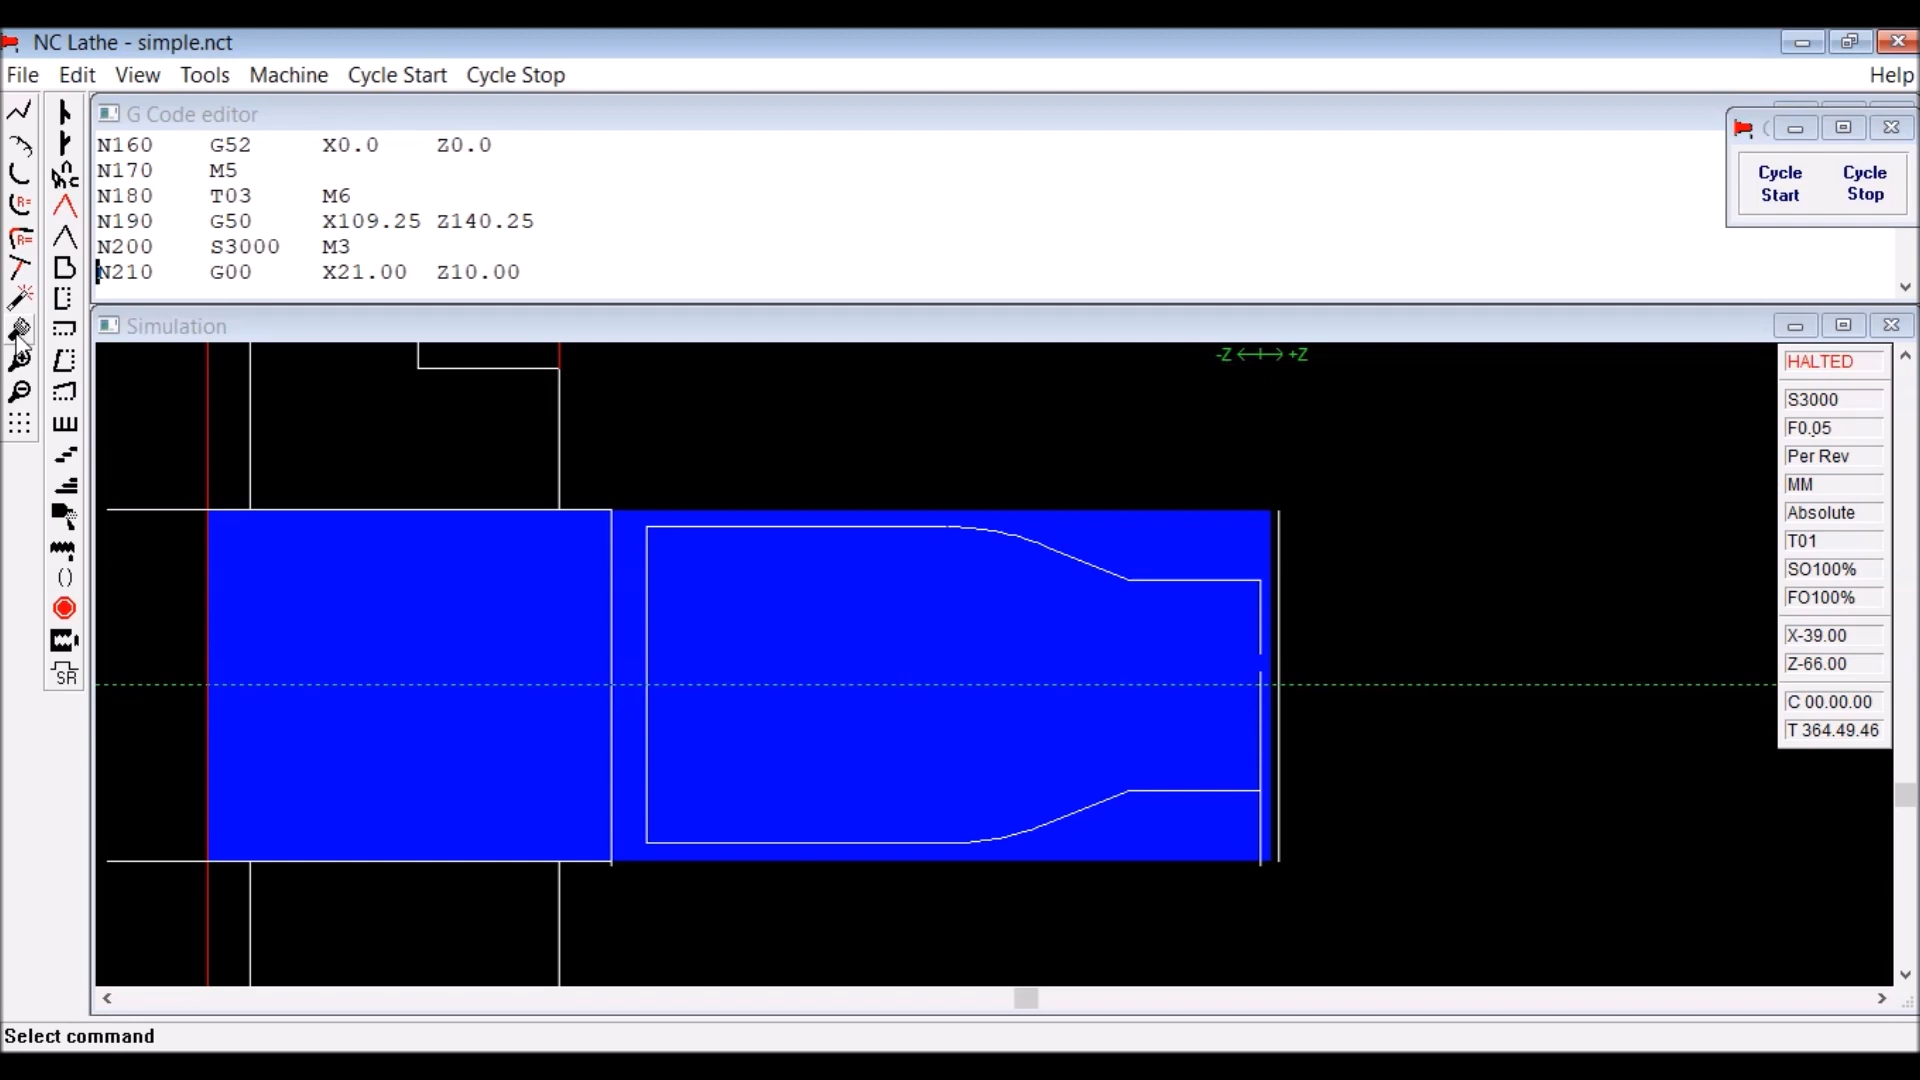 NC Lathe - simple.nct
File Edit View Tools Machine Cycle Start Cycle Stop Help
G Code editor
N160 G52 X0.0 Z0.0
N170 M5
N180 T03 M6
N190 G50 X109.25 Z140.25
N200 S3000 M3
N210 G00 X21.00 Z10.00
Cycle Start
Cycle Stop
R=
R=
()
SR
Simulation
-Z +Z
HALTED
S3000
F0.05
Per Rev
MM
Absolute
T01
SO100%
FO100%
X-39.00
Z-66.00
C 00.00.00
T 364.49.46
Select command